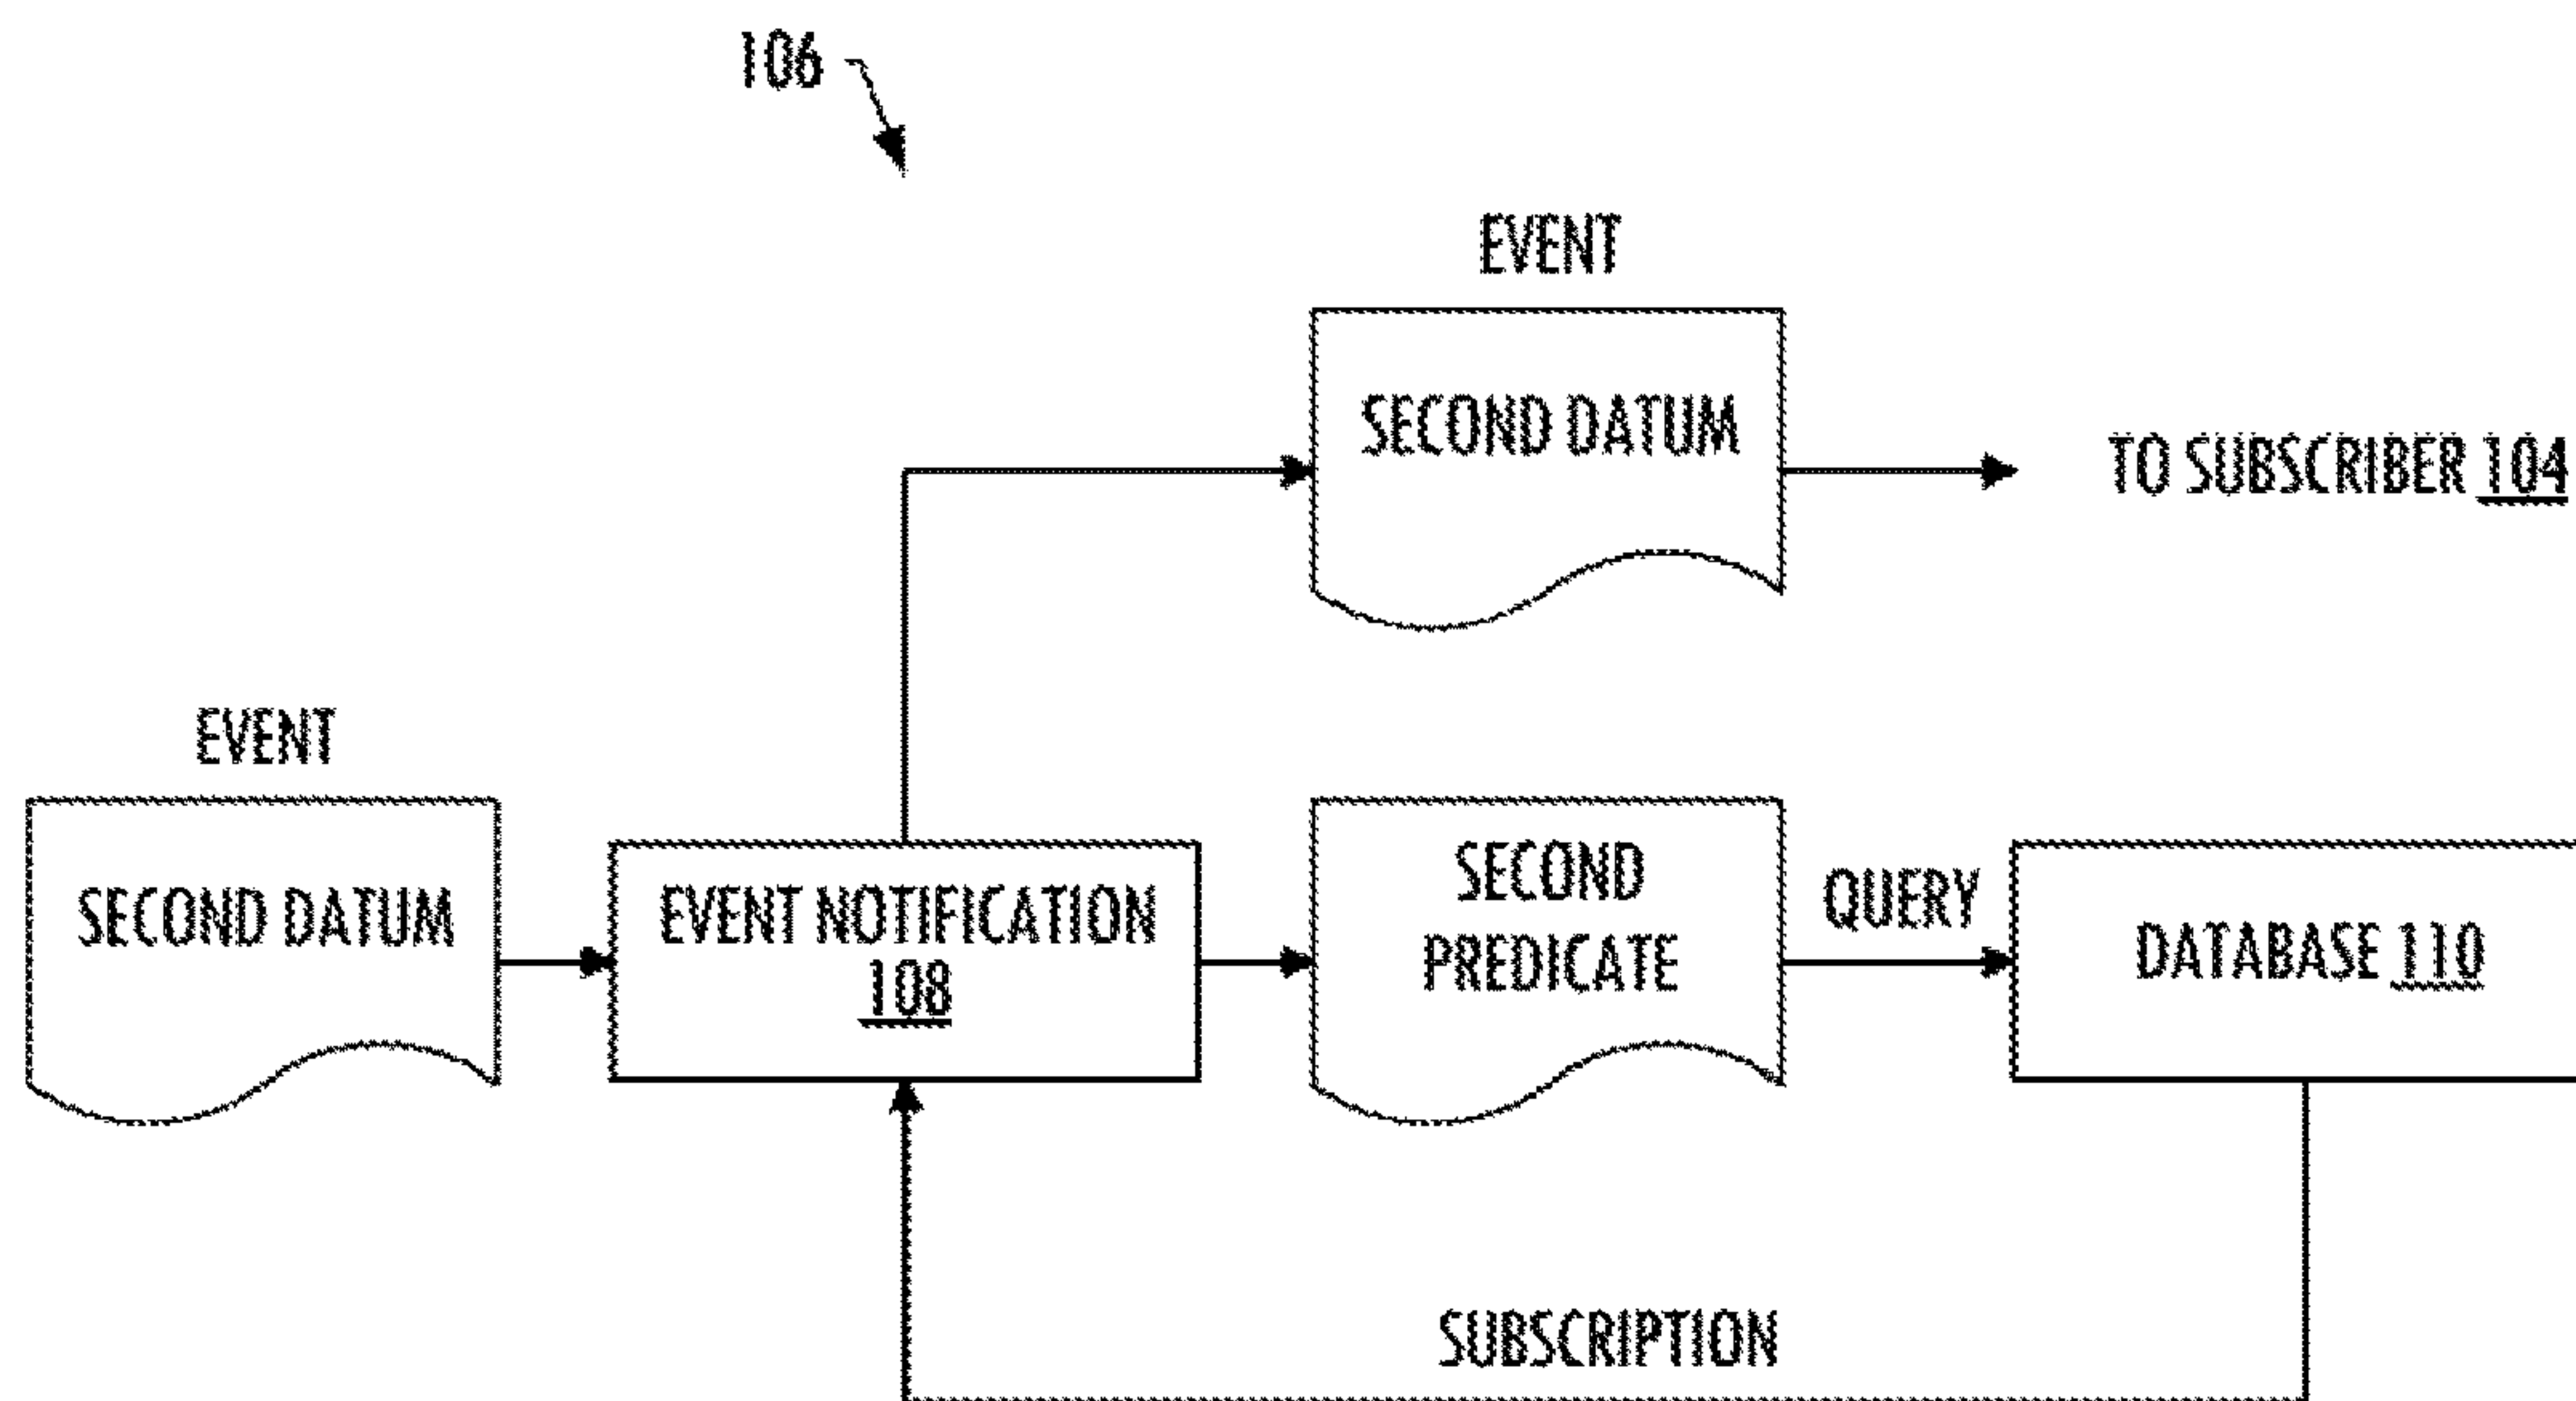 106
EVENT
SECOND DATUM
TO SUBSCRIBER 104
EVENT
SECOND DATUM
EVENT NOTIFICATION
108
SECOND
PREDICATE
QUERY
DATABASE 110
SUBSCRIPTION